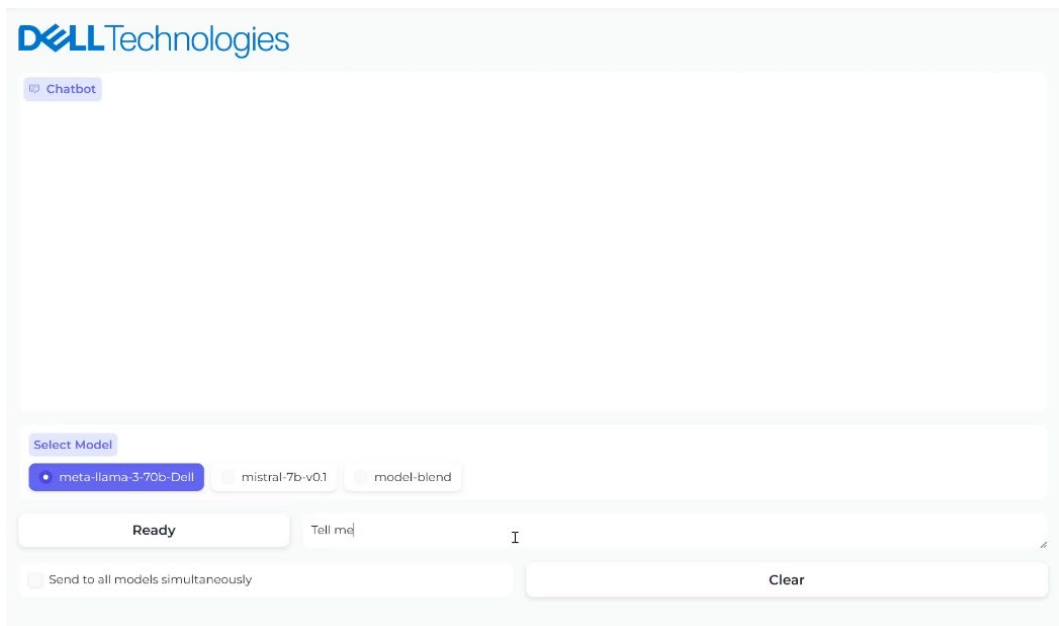 DELLTechnologies
Chatbot
Select Model
meta-llama-3-70b-Dell mistral-7b-v0.1 model-blend
Ready Tell me
Send to all models simultaneously Clear